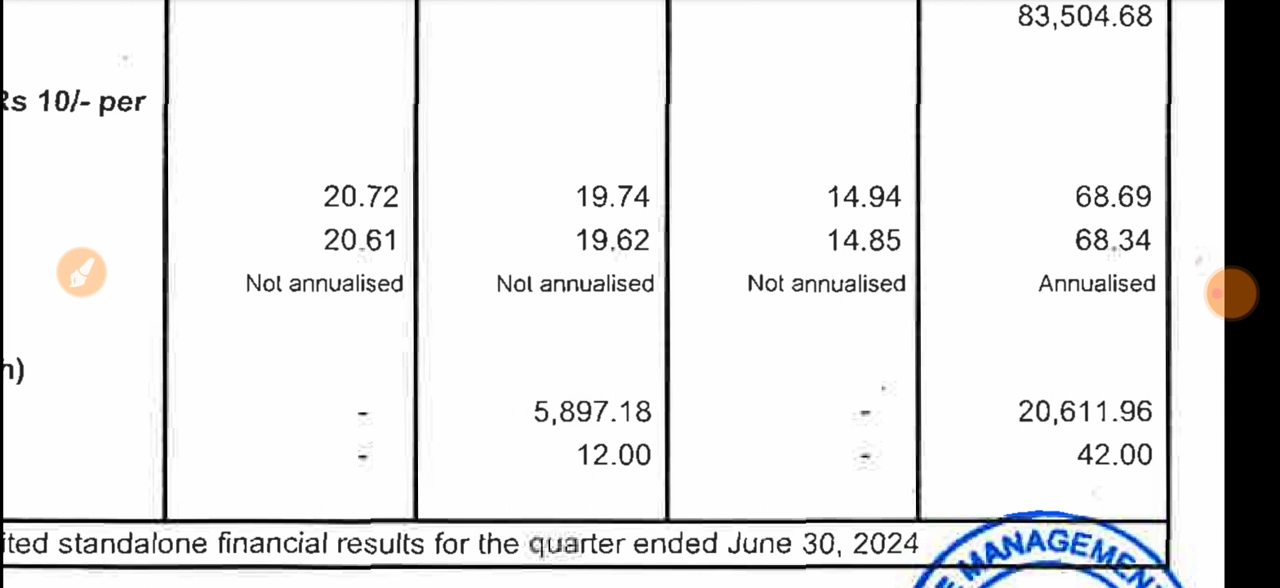 83,504.68
Rs 10/- per
20.72 19.74 14.94 68.69
20.61 19.62 14.85 68.34
Not annualised Not annualised Not annualised Annualised
- 5,897.18 - 20,611.96
- 12.00 - 42.00
standalone financial results for the quarter ended June 30, 2024
MANAGEMEN